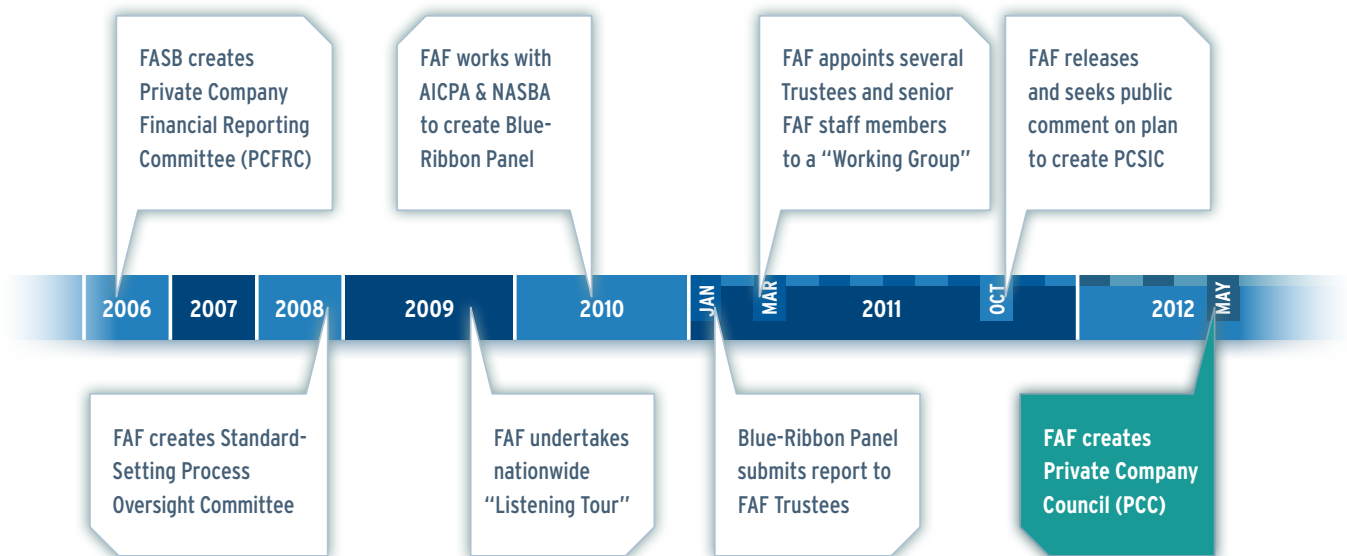 FASB creates
Private Company
Financial Reporting
Committee (PCFRC)
FAF works with
AICPA & NASBA
to create Blue-
Ribbon Panel
FAF appoints several
Trustees and senior
FAF staff members
to a “Working Group”
FAF releases
and seeks public
comment on plan
to create PCSIC
2006
2007
2008
2009
2010
JAN
MAR
2011
OCT
2012
MAY
FAF creates Standard-
Setting Process
Oversight Committee
FAF undertakes
nationwide
“Listening Tour”
Blue-Ribbon Panel
submits report to
FAF Trustees
FAF creates
Private Company
Council (PCC)